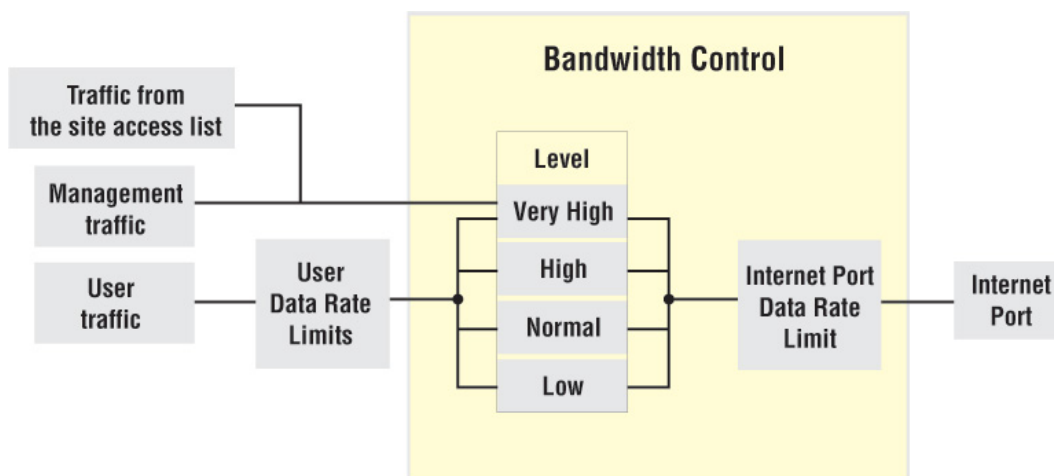 Bandwidth Control
Traffic from
the site access list
Management
traffic
User
traffic
User
Data Rate
Limits
Level
Very High
High
Normal
Low
Internet Port
Data Rate
Limit
Internet
Port